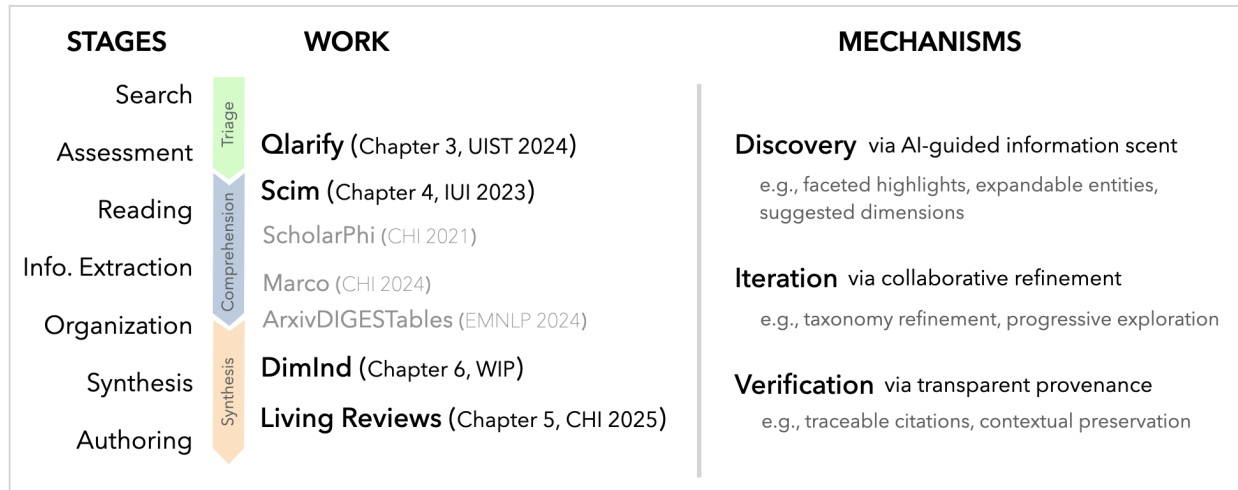 STAGES
WORK
MECHANISMS
Search
Assessment
Reading
Info. Extraction
Organization
Synthesis
Authoring
Triage
Comprehension
Synthesis
Qlarify (Chapter 3, UIST 2024)
Scim (Chapter 4, IUI 2023)
ScholarPhi (CHI 2021)
Marco (CHI 2024)
ArxivDIGESTables (EMNLP 2024)
DimInd (Chapter 6, WIP)
Living Reviews (Chapter 5, CHI 2025)
Discovery via AI-guided information scent
e.g., faceted highlights, expandable entities,
suggested dimensions
Iteration via collaborative refinement
e.g., taxonomy refinement, progressive exploration
Verification via transparent provenance
e.g., traceable citations, contextual preservation